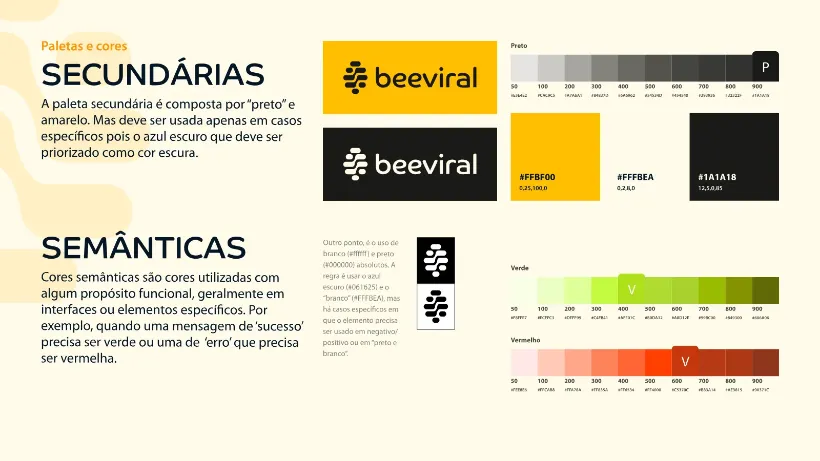 Paletas e cores
SECUNDÁRIAS
A paleta secundária é composta por "preto" e
amarelo. Mas deve ser usada apenas em casos
específicos pois o azul escuro que deve ser
priorizado como cor escura.
beeviral
beeviral
Preto
P
50 100 200 300 400 500 600 700 800 900
#FFBF00
0,25,100,0
#FFFBEA
0,2,8,0
#1A1A18
12,5,0,85
SEMÂNTICAS
Cores semânticas são cores utilizadas com
algum propósito funcional, geralmente em
interfaces ou elementos específicos. Por
exemplo, quando uma mensagem de 'sucesso'
precisa ser verde ou uma de 'erro' que precisa
ser vermelha.
Outro ponto, é o uso de
branco (#ffffff) e preto
(#000000) absolutos. A
regra é usar o azul
escuro (#061625) e o
"branco" (#FFFBEA), mas
há casos específicos em
que o elemento precisa
ser usado em negativo/
positivo ou em "preto e
branco".
Verde
V
50 100 200 300 400 500 600 700 800 900
Vermelho
V
50 100 200 300 400 500 600 700 800 900